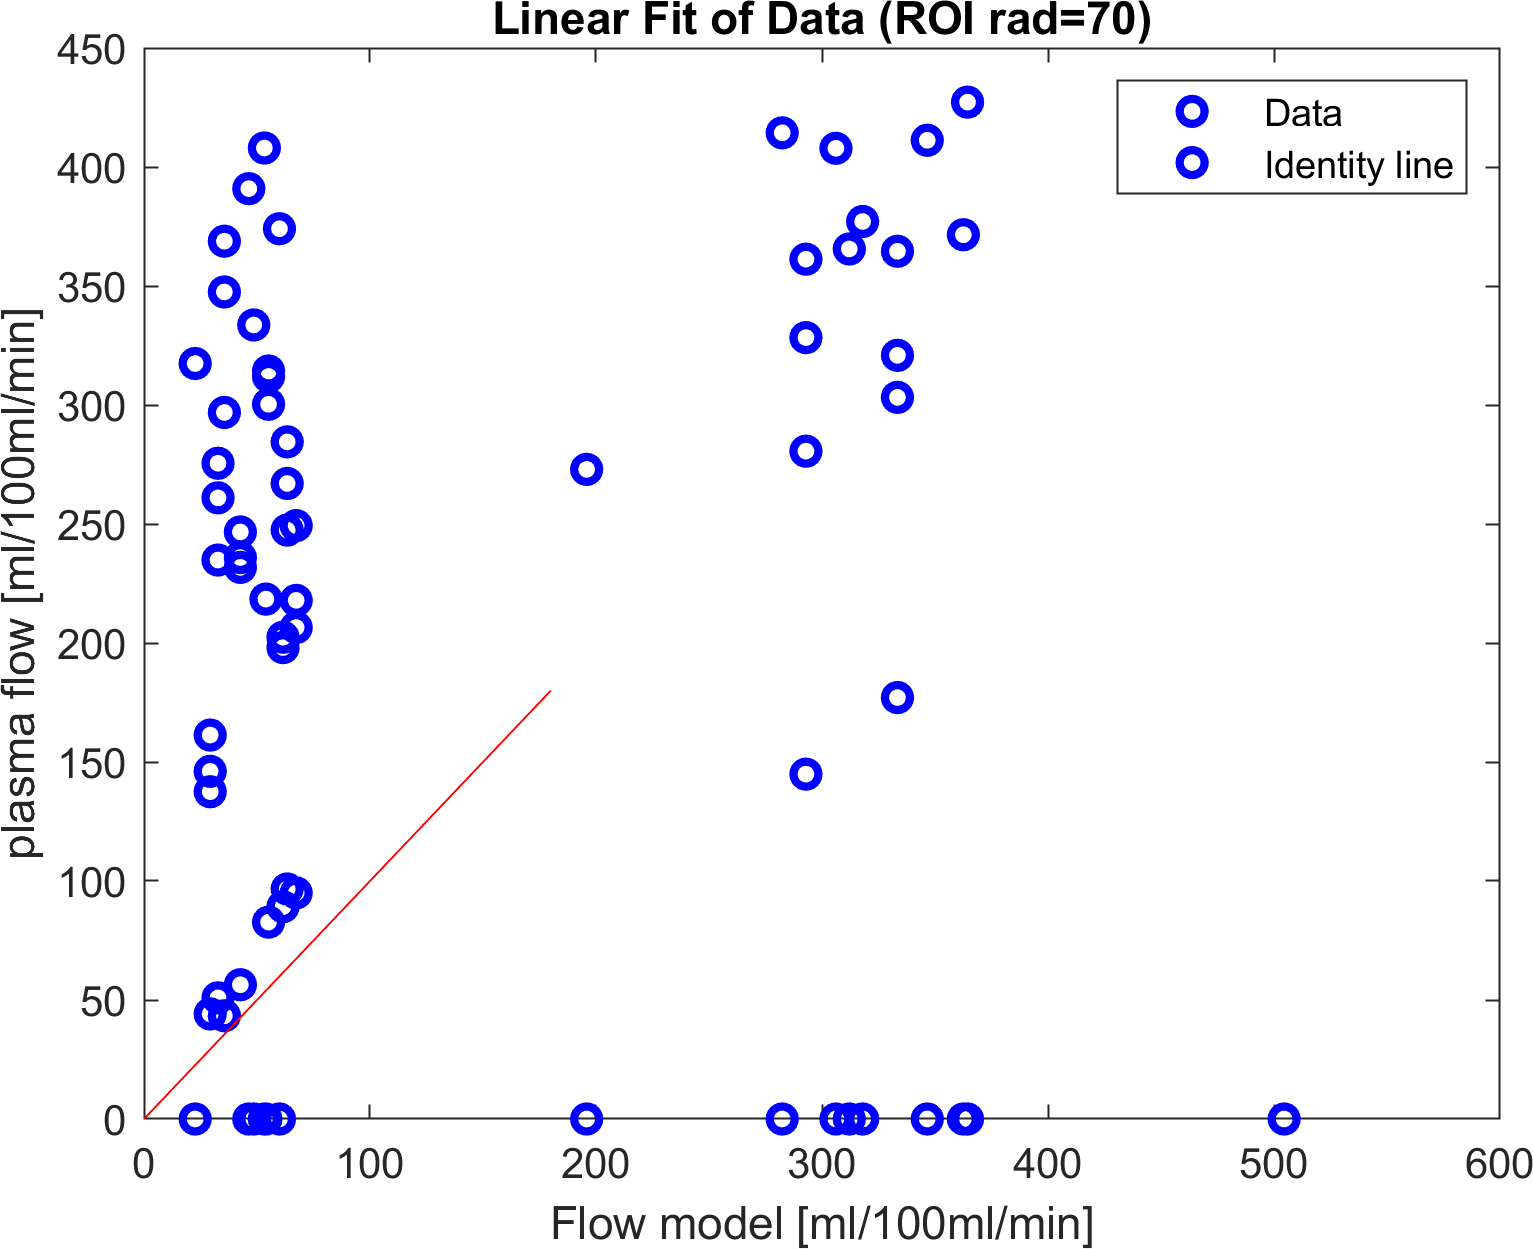 Linear Fit of Data (ROI rad=70)
450
400
350
300
250
200
150
100
50
0
plasma flow [ml/100ml/min]
Data
Identity line
0 100 200 300 400 500 600
Flow model [ml/100ml/min]